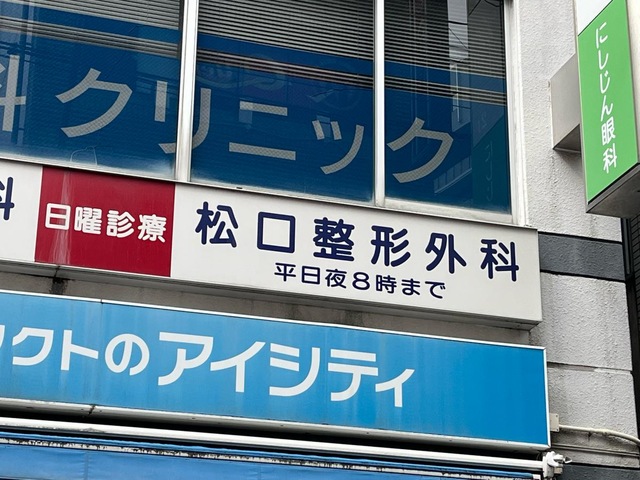 科クリニック
にしじん眼科
科
日曜診療
松口整形外科
平日夜8時まで
クトのアイシティ